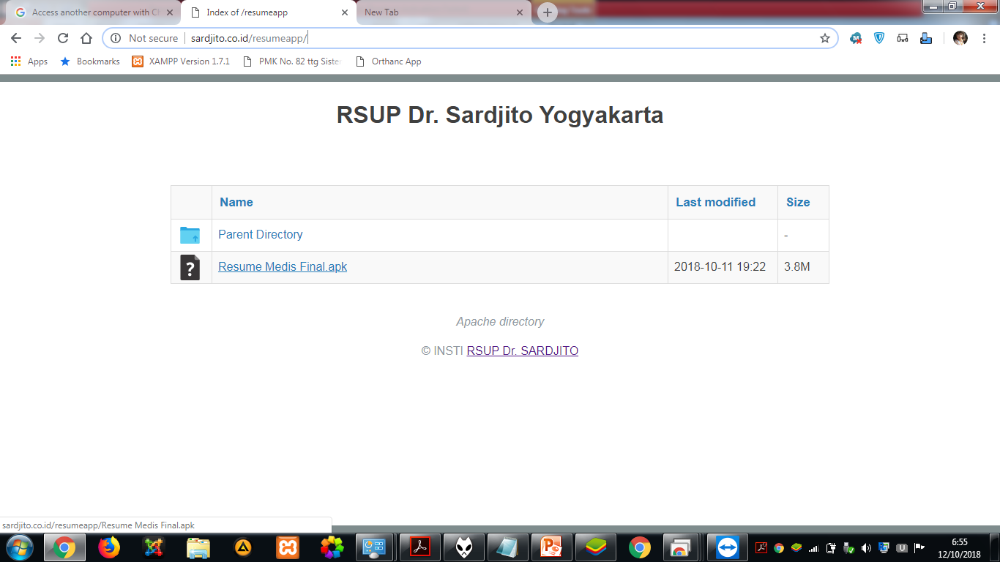 Access another computer with Cl
Index of /resumeapp
New Tab
Not secure
sardjito.co.id/resumeapp/
Apps
Bookmarks
XAMPP Version 1.7.1
PMK No. 82 ttg Sister
Orthanc App
RSUP Dr. Sardjito Yogyakarta
Name Last modified Size
Parent Directory -
Resume Medis Final.apk 2018-10-11 19:22 3.8M
Apache directory
© INSTI RSUP Dr. SARDJITO
sardjito.co.id/resumeapp/Resume Medis Final.apk
6:55
12/10/2018